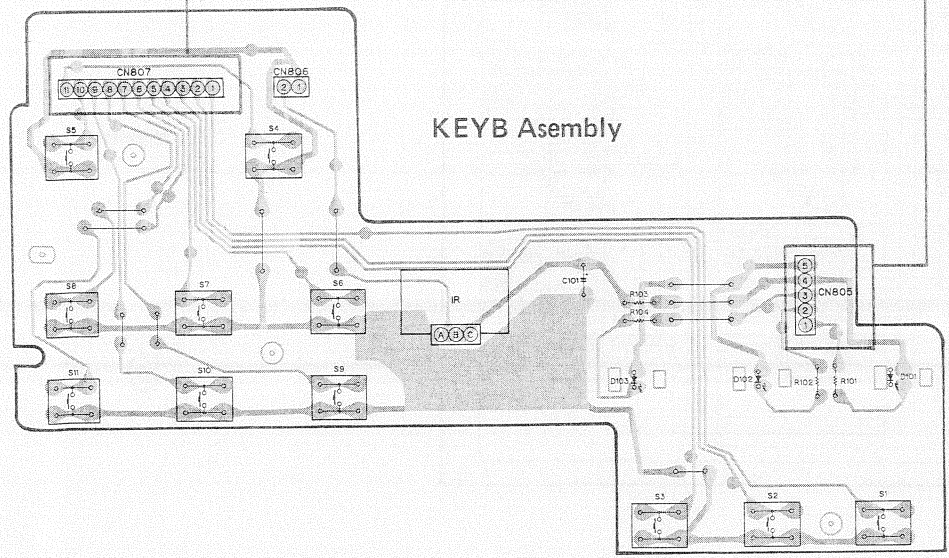 CN807
CN806
11 10 9 8 7 6 5 4 3 2 1
2 1
S5
S4
KEYB Asembly
S8
S7
S6
IR
A B C
C101
R103
R104
5
4
3
2
1
CN805
D103
D102
R102
R101
D101
S11
S10
S9
S3
S2
S1